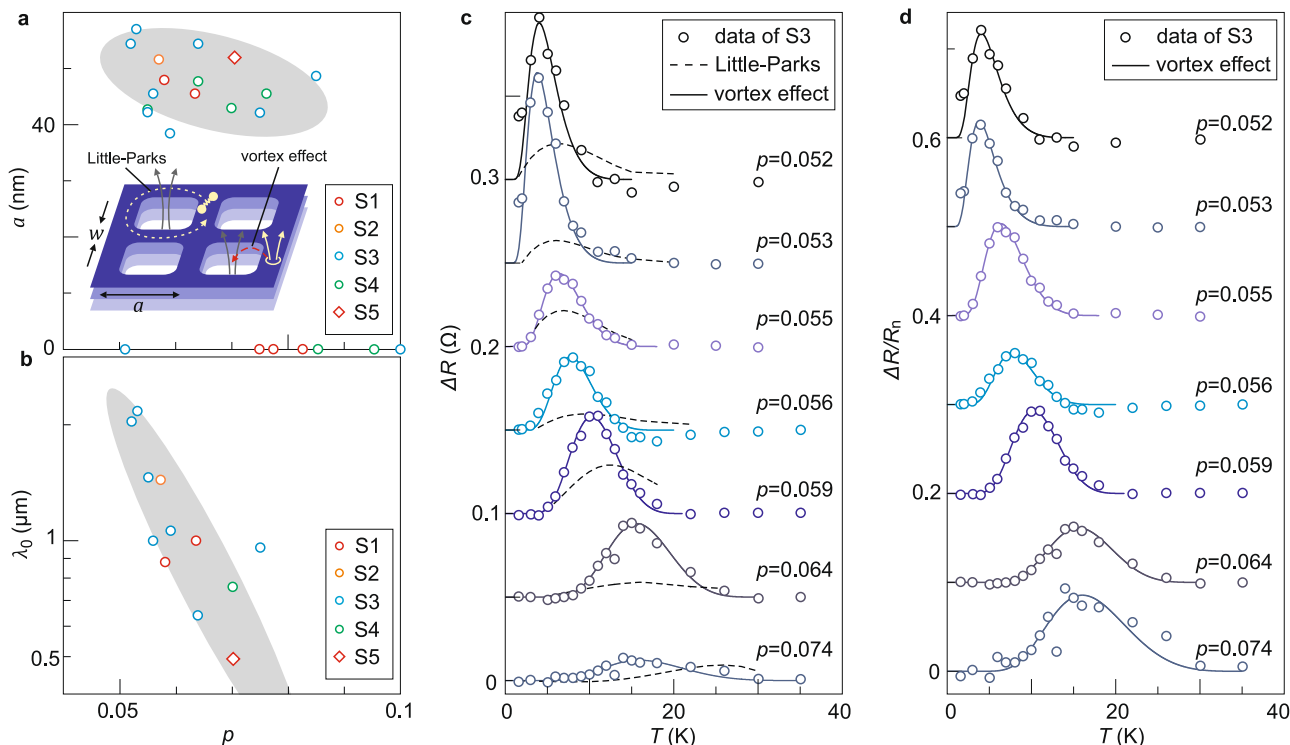 a
40
0
a (nm)
Little-Parks
vortex effect
w
a
S1
S2
S3
S4
S5
b
1
0.5
λ0 (µm)
S1
S2
S3
S4
S5
0.05
0.1
p
c
data of S3
Little-Parks
vortex effect
0.3
0.2
0.1
0
ΔR (Ω)
p=0.052
p=0.053
p=0.055
p=0.056
p=0.059
p=0.064
p=0.074
0
20
40
T (K)
d
data of S3
vortex effect
0.6
0.4
0.2
0
ΔR/Rn
p=0.052
p=0.053
p=0.055
p=0.056
p=0.059
p=0.064
p=0.074
0
20
40
T (K)